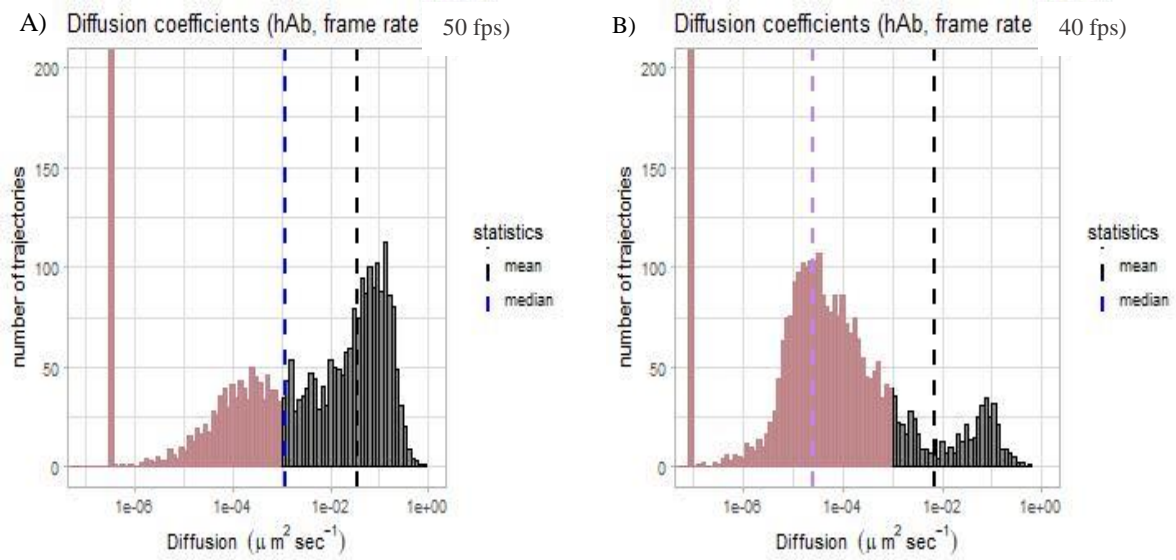 A) Diffusion coefficients (hAb, frame rate 50 fps)
200
150
100
50
0
number of trajectories
1e-06 1e-04 1e-02 1e+00
Diffusion (μ m² sec⁻¹)
statistics
mean
median
B) Diffusion coefficients (hAb, frame rate 40 fps)
200
150
100
50
0
number of trajectories
1e-06 1e-04 1e-02 1e+00
Diffusion (μ m² sec⁻¹)
statistics
mean
median